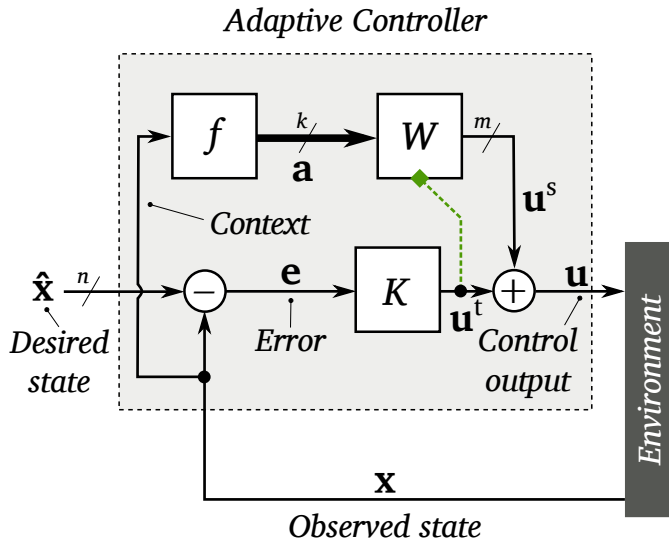 Adaptive Controller
f
k
a
W
m
u^s
Context
x̂
n
−
e
K
u^t
+
u
Desired
state
Error
Control
output
Environment
x
Observed state